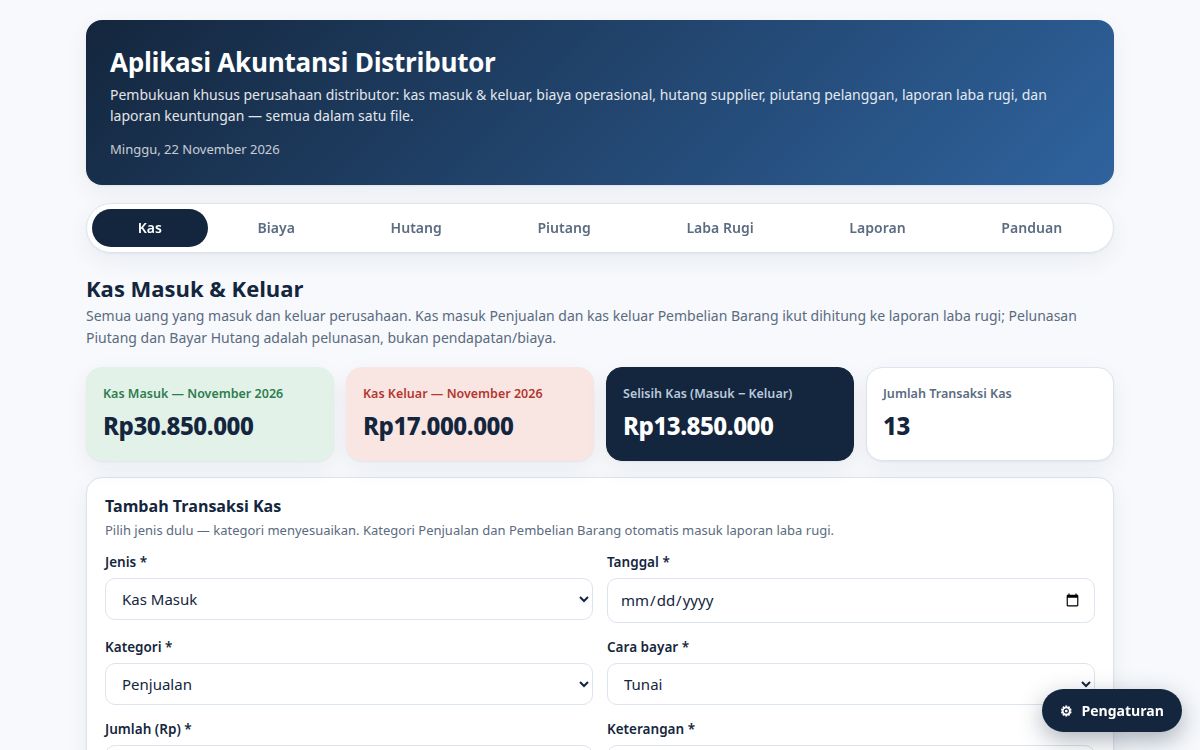 Aplikasi Akuntansi Distributor
Pembukuan khusus perusahaan distributor: kas masuk & keluar, biaya operasional, hutang supplier, piutang pelanggan, laporan laba rugi, dan
laporan keuntungan — semua dalam satu file.
Minggu, 22 November 2026
Kas
Biaya
Hutang
Piutang
Laba Rugi
Laporan
Panduan
Kas Masuk & Keluar
Semua uang yang masuk dan keluar perusahaan. Kas masuk Penjualan dan kas keluar Pembelian Barang ikut dihitung ke laporan laba rugi; Pelunasan
Piutang dan Bayar Hutang adalah pelunasan, bukan pendapatan/biaya.
Kas Masuk — November 2026
Rp30.850.000
Kas Keluar — November 2026
Rp17.000.000
Selisih Kas (Masuk − Keluar)
Rp13.850.000
Jumlah Transaksi Kas
13
Tambah Transaksi Kas
Pilih jenis dulu — kategori menyesuaikan. Kategori Penjualan dan Pembelian Barang otomatis masuk laporan laba rugi.
Jenis *
Kas Masuk
Tanggal *
mm/dd/yyyy
Kategori *
Penjualan
Cara bayar *
Tunai
Jumlah (Rp) *
Keterangan *
⚙ Pengaturan